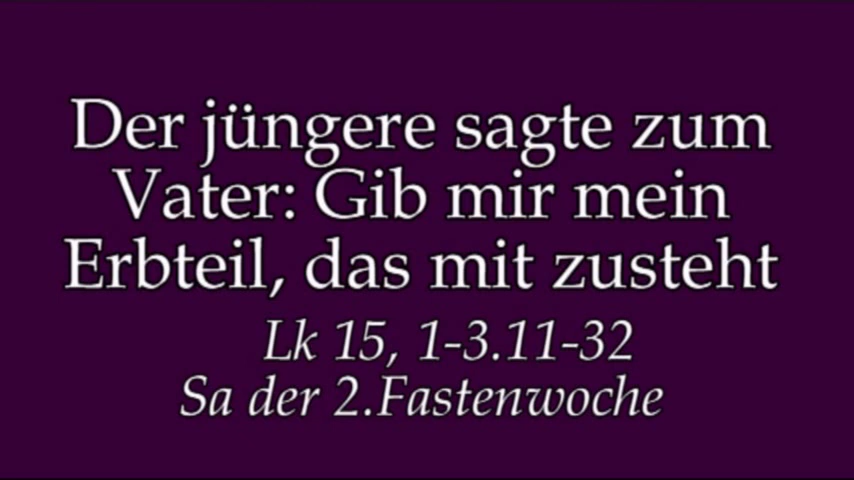 Der jüngere sagte zum
Vater: Gib mir mein
Erbteil, das mit zusteht
Lk 15, 1-3.11-32
Sa der 2.Fastenwoche